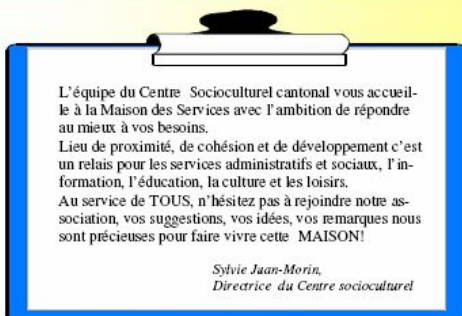 L'équipe du Centre  Socioculturel cantonal vous accueil-
le à la Maison des Services avec l'ambition de répondre
au mieux à vos besoins.
Lieu de proximité, de cohésion et de développement c'est
un relais pour les services administratifs et sociaux, l'in-
formation, l'éducation, la culture et les loisirs.
Au service de TOUS, n'hésitez pas à rejoindre notre as-
sociation, vos suggestions, vos idées, vos remarques nous
sont précieuses pour faire vivre cette  MAISON!
Sylvie Juan-Morin,
Directrice  du Centre socioculturel